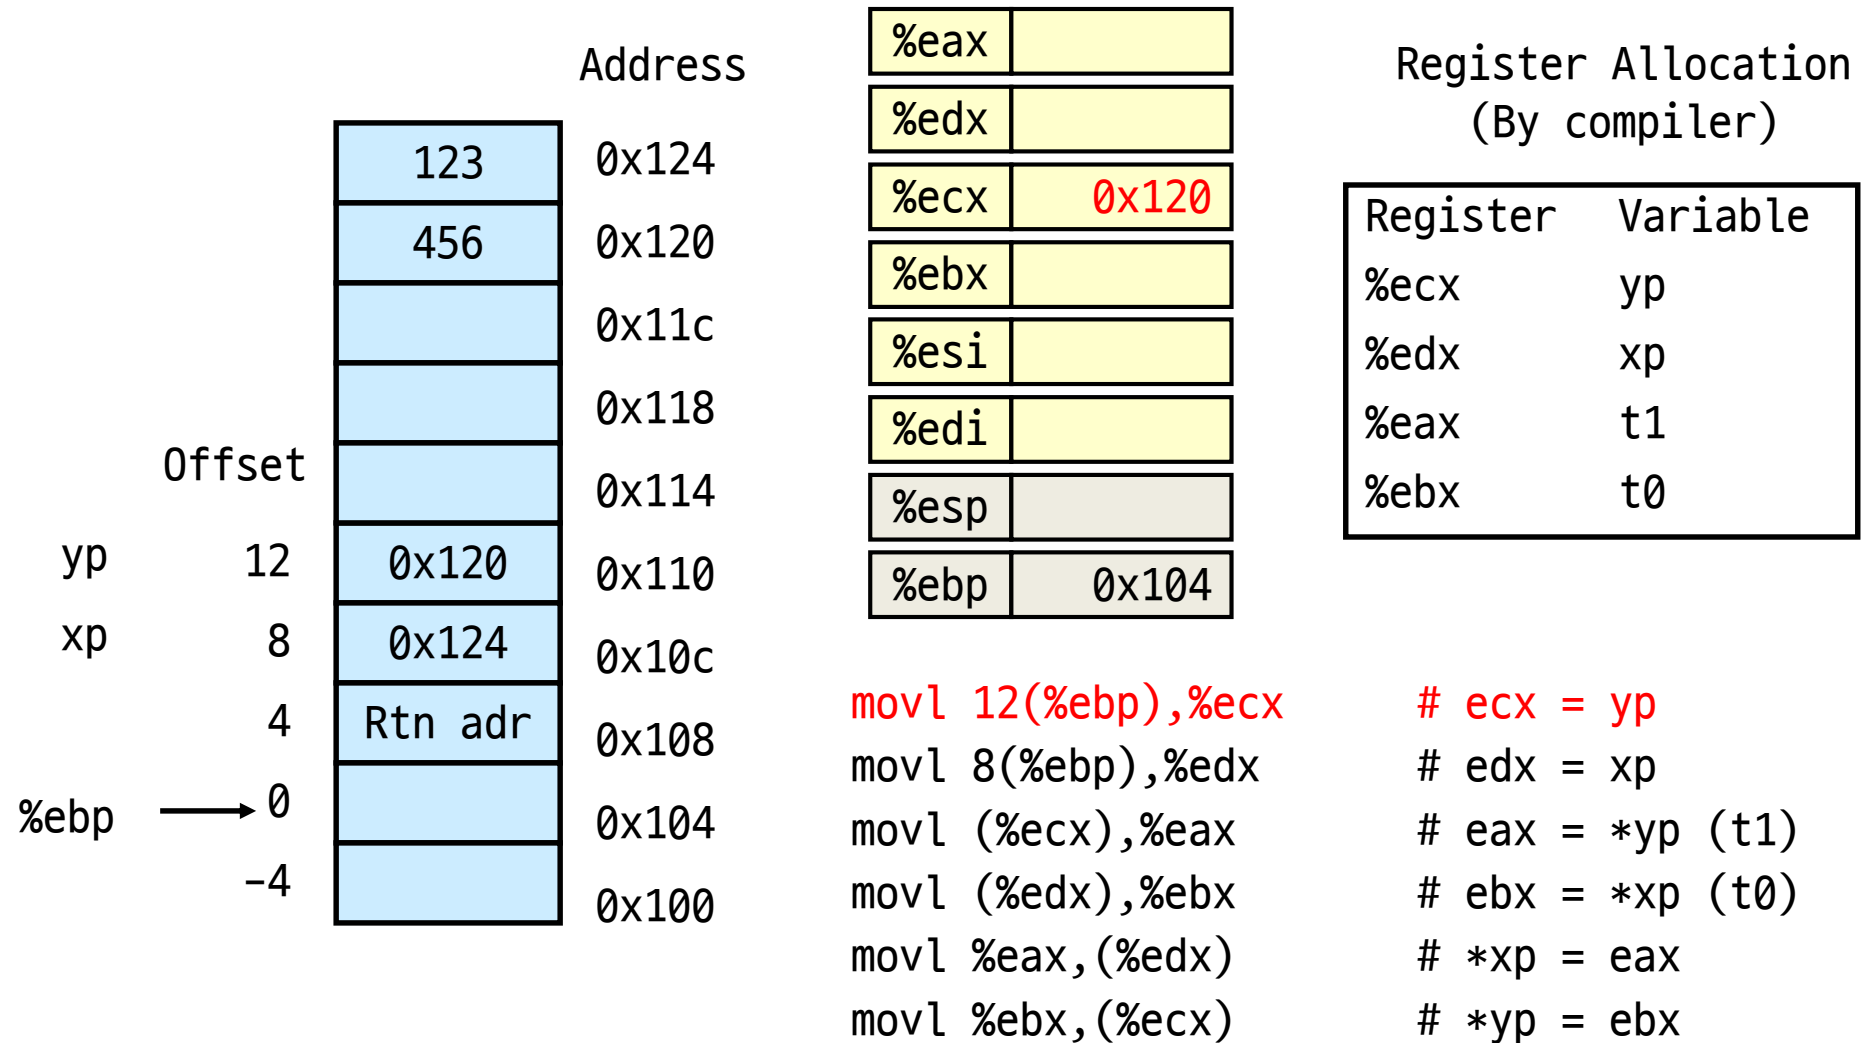 Address
123 0x124
456 0x120
0x11c
0x118
Offset 0x114
yp 12 0x120 0x110
xp 8 0x124 0x10c
4 Rtn adr 0x108
%ebp 0 0x104
-4 0x100
%eax
%edx
%ecx 0x120
%ebx
%esi
%edi
%esp
%ebp 0x104
Register Allocation
(By compiler)
Register Variable
%ecx yp
%edx xp
%eax t1
%ebx t0
movl 12(%ebp),%ecx # ecx = yp
movl 8(%ebp),%edx # edx = xp
movl (%ecx),%eax # eax = *yp (t1)
movl (%edx),%ebx # ebx = *xp (t0)
movl %eax,(%edx) # *xp = eax
movl %ebx,(%ecx) # *yp = ebx